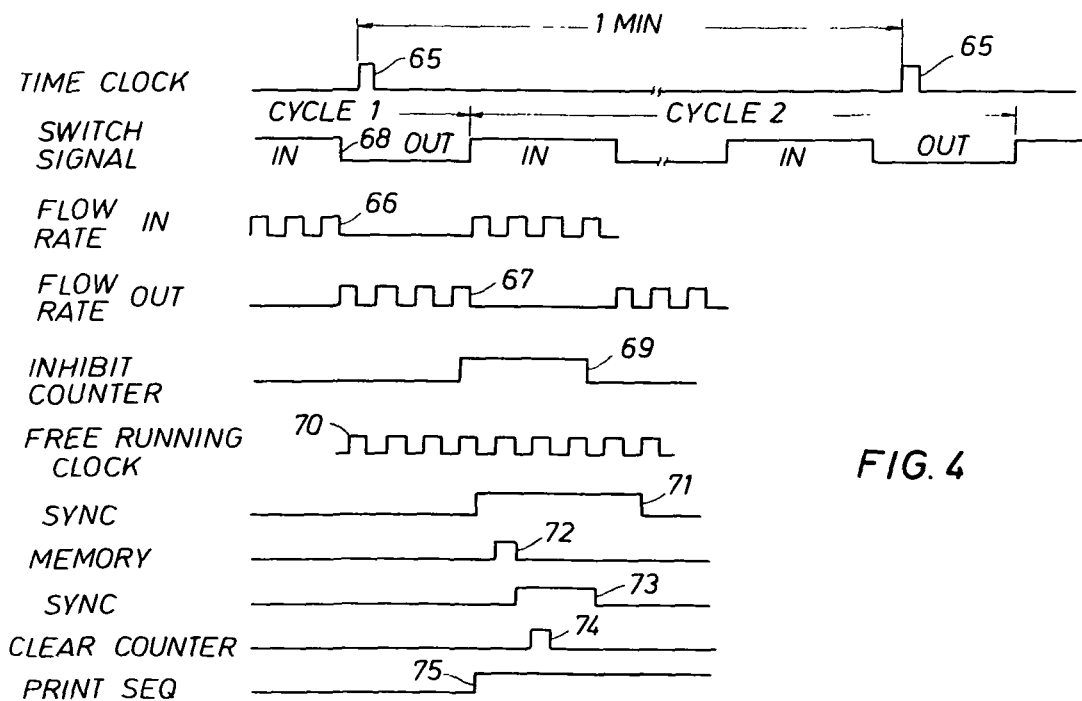 1 MIN
TIME CLOCK
65
65
CYCLE 1
CYCLE 2
SWITCH
SIGNAL
IN
68
OUT
IN
IN
OUT
FLOW
RATE IN
66
FLOW
RATE OUT
67
INHIBIT
COUNTER
69
FREE RUNNING
CLOCK
70
FIG. 4
SYNC
71
MEMORY
72
SYNC
73
CLEAR COUNTER
74
PRINT SEQ
75